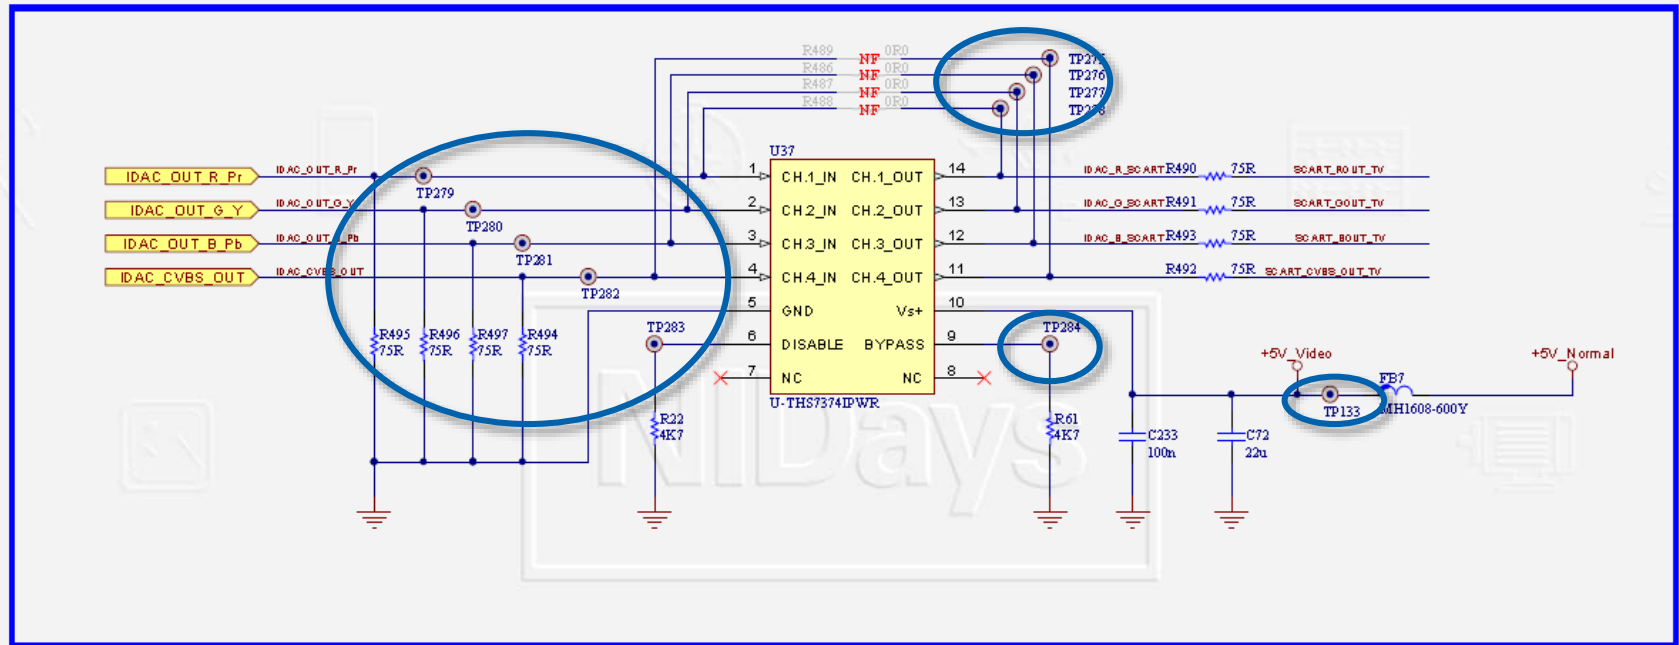 R489 NF 0R0
R486 NF 0R0 TP276
R487 NF 0R0 TP277
R488 NF 0R0
U37
IDAC_OUT_R_Pr IDAC_OUT_R_Pr TP279 1 CH.1_IN CH.1_OUT 14 IDAC_R_SCART R490 75R SCART_ROUT_TV
IDAC_OUT_G_Y IDAC_OUT_G_Y TP280 2 CH.2_IN CH.2_OUT 13 IDAC_G_SCART R491 75R SCART_GOUT_TV
IDAC_OUT_B_Pb TP281 3 CH.3_IN CH.3_OUT 12 IDAC_B_SCART R493 75R SCART_BOUT_TV
IDAC_CVBS_OUT IDAC_CVBS_OUT TP282 4 CH.4_IN CH.4_OUT 11 R492 75R SCART_CVBS_OUT_TV
5 GND Vs+ 10
TP283 6 DISABLE BYPASS 9 TP284
7 NC NC 8
U-THS7374IPWR
R495 75R
R496 75R
R497 75R
R494 75R
R22 4K7
R61 4K7
C233 100n
C72 22u
+5V_Video
+5V_Normal
TP133
FB7
MH1608-600Y
NIDays